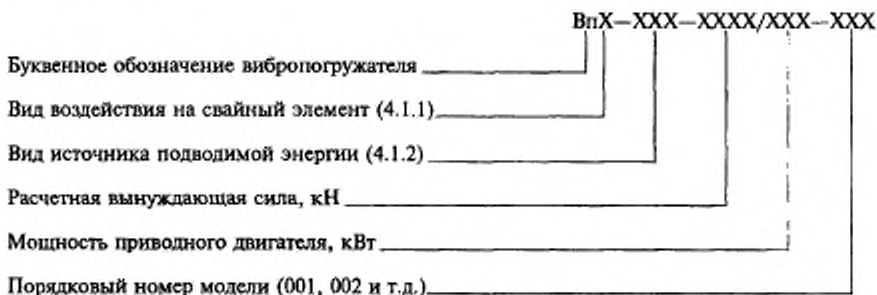 ВпХ—ХХХ—ХХХХ/ХХХ—ХХХ
Буквенное обозначение вибропогружателя
Вид воздействия на свайный элемент (4.1.1)
Вид источника подводимой энергии (4.1.2)
Расчетная вынуждающая сила, кН
Мощность приводного двигателя, кВт
Порядковый номер модели (001, 002 и т.д.)